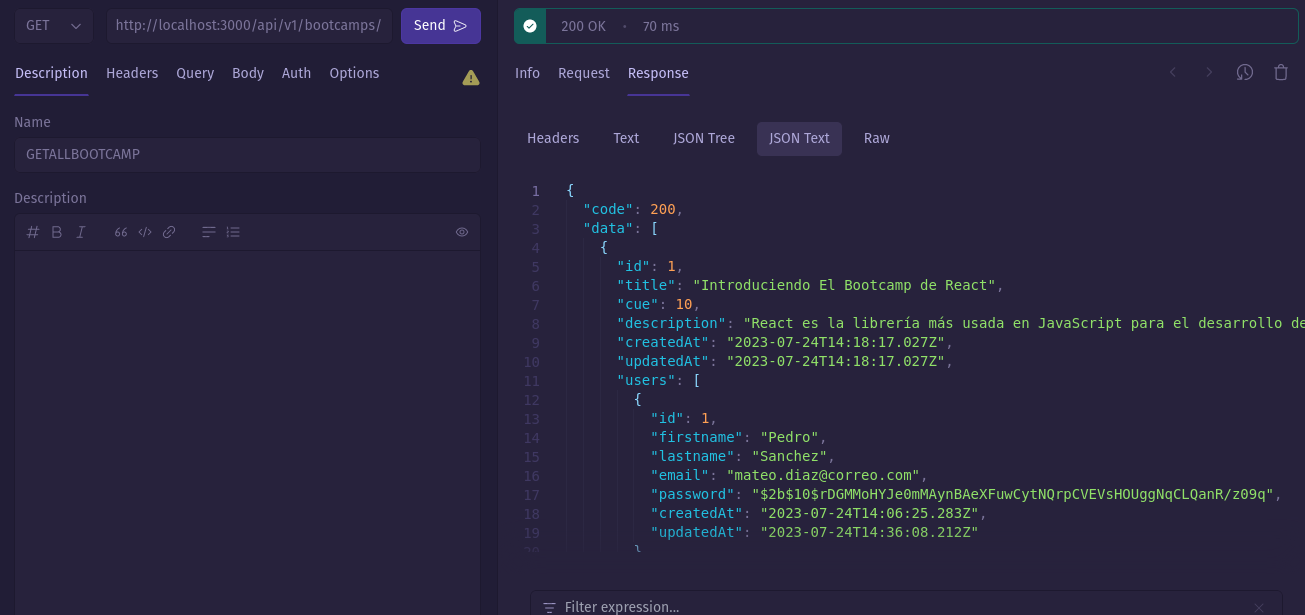 GET
http://localhost:3000/api/v1/bootcamps/
Send
200 OK • 70 ms
Description Headers Query Body Auth Options
Info Request Response
Name
GETALLBOOTCAMP
Description
Headers Text JSON Tree JSON Text Raw
1 {
2 "code": 200,
3 "data": [
4 {
5 "id": 1,
6 "title": "Introduciendo El Bootcamp de React",
7 "cue": 10,
8 "description": "React es la librería más usada en JavaScript para el desarrollo de
9 "createdAt": "2023-07-24T14:18:17.027Z",
10 "updatedAt": "2023-07-24T14:18:17.027Z",
11 "users": [
12 {
13 "id": 1,
14 "firstname": "Pedro",
15 "lastname": "Sanchez",
16 "email": "mateo.diaz@correo.com",
17 "password": "$2b$10$rDGMMoHYJe0mMAynBAeXFuwCytNQrpCVEVsHOUggNqCLQanR/z09q",
18 "createdAt": "2023-07-24T14:06:25.283Z",
19 "updatedAt": "2023-07-24T14:36:08.212Z"
20 }
Filter expression...